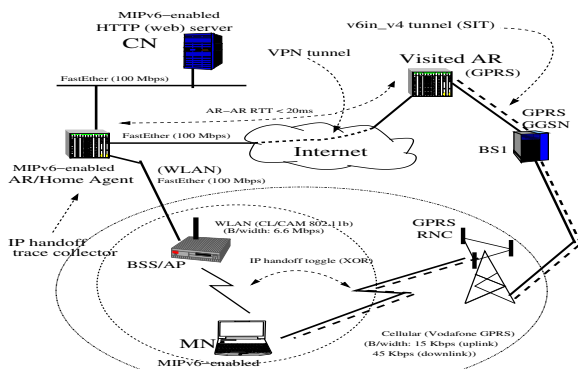 MIPv6-enabled
HTTP (web) server
CN
v6in_v4 tunnel (SIT)
VPN tunnel
Visited AR
(GPRS)
FastEther (100 Mbps)
AR-AR RTT < 20ms
GPRS
GGSN
FastEther (100 Mbps)
Internet
BS1
MIPv6-enabled
AR/Home Agent
(WLAN)
FastEther (100 Mbps)
IP handoff
trace collector
WLAN (CL/CAM 802.11b)
(B/width: 6.6 Mbps)
GPRS
RNC
BSS/AP
IP handoff toggle (XOR)
MN
MIPv6-enabled
Cellular (Vodafone GPRS)
(B/width: 15 Kbps (uplink)
45 Kbps (downlink))